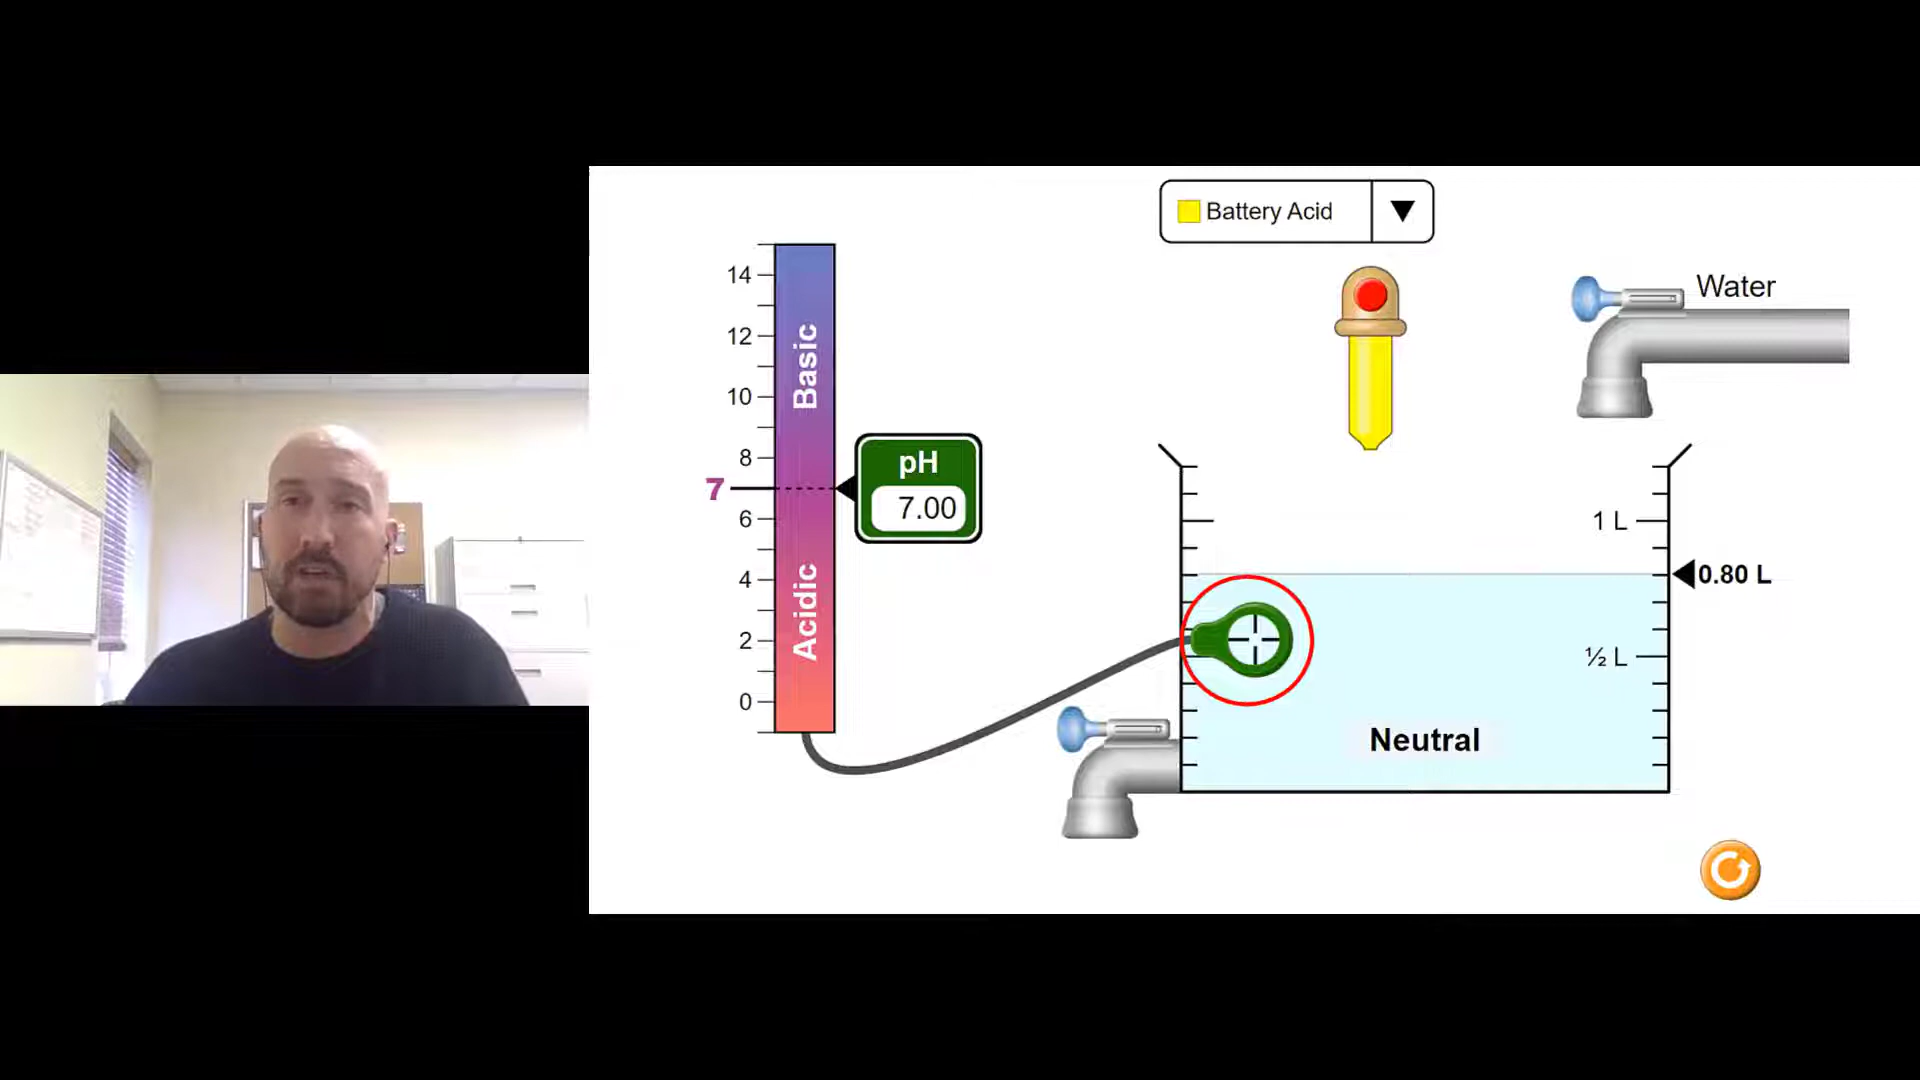 Battery Acid
Water
14
12
10
8
7
6
4
2
0
Basic
Acidic
pH
7.00
1 L
0.80 L
½ L
Neutral